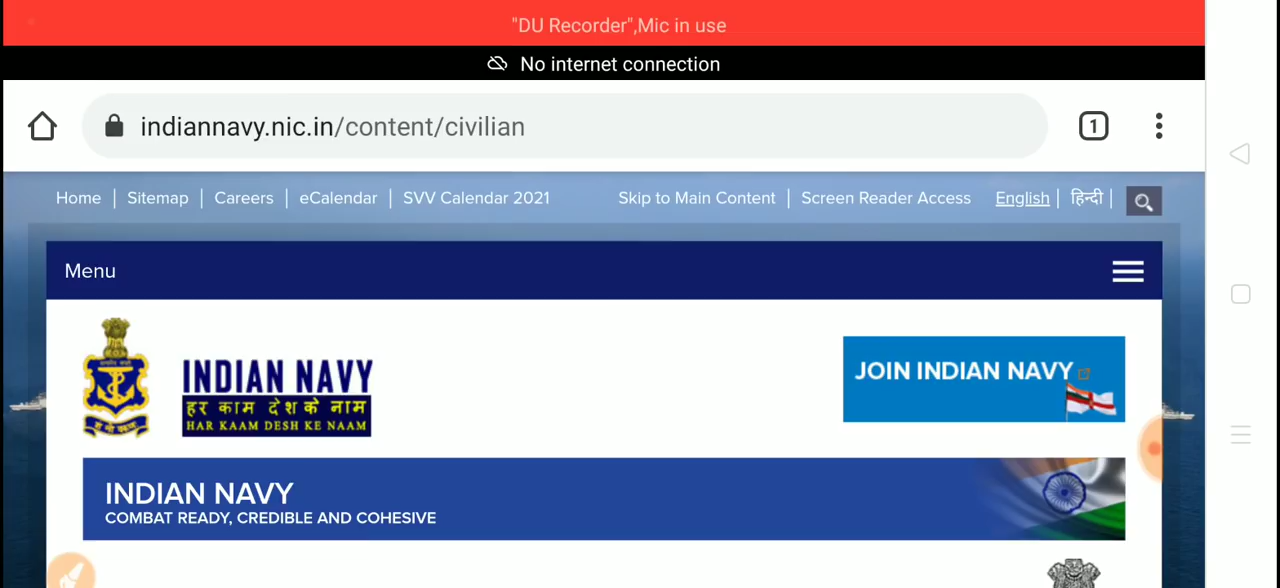 "DU Recorder",Mic in use
No internet connection
indiannavy.nic.in/content/civilian
1
Home | Sitemap | Careers | eCalendar | SVV Calendar 2021 Skip to Main Content | Screen Reader Access English | हिन्दी |
Menu
INDIAN NAVY
हर काम देश के नाम
HAR KAAM DESH KE NAAM
JOIN INDIAN NAVY
INDIAN NAVY
COMBAT READY, CREDIBLE AND COHESIVE